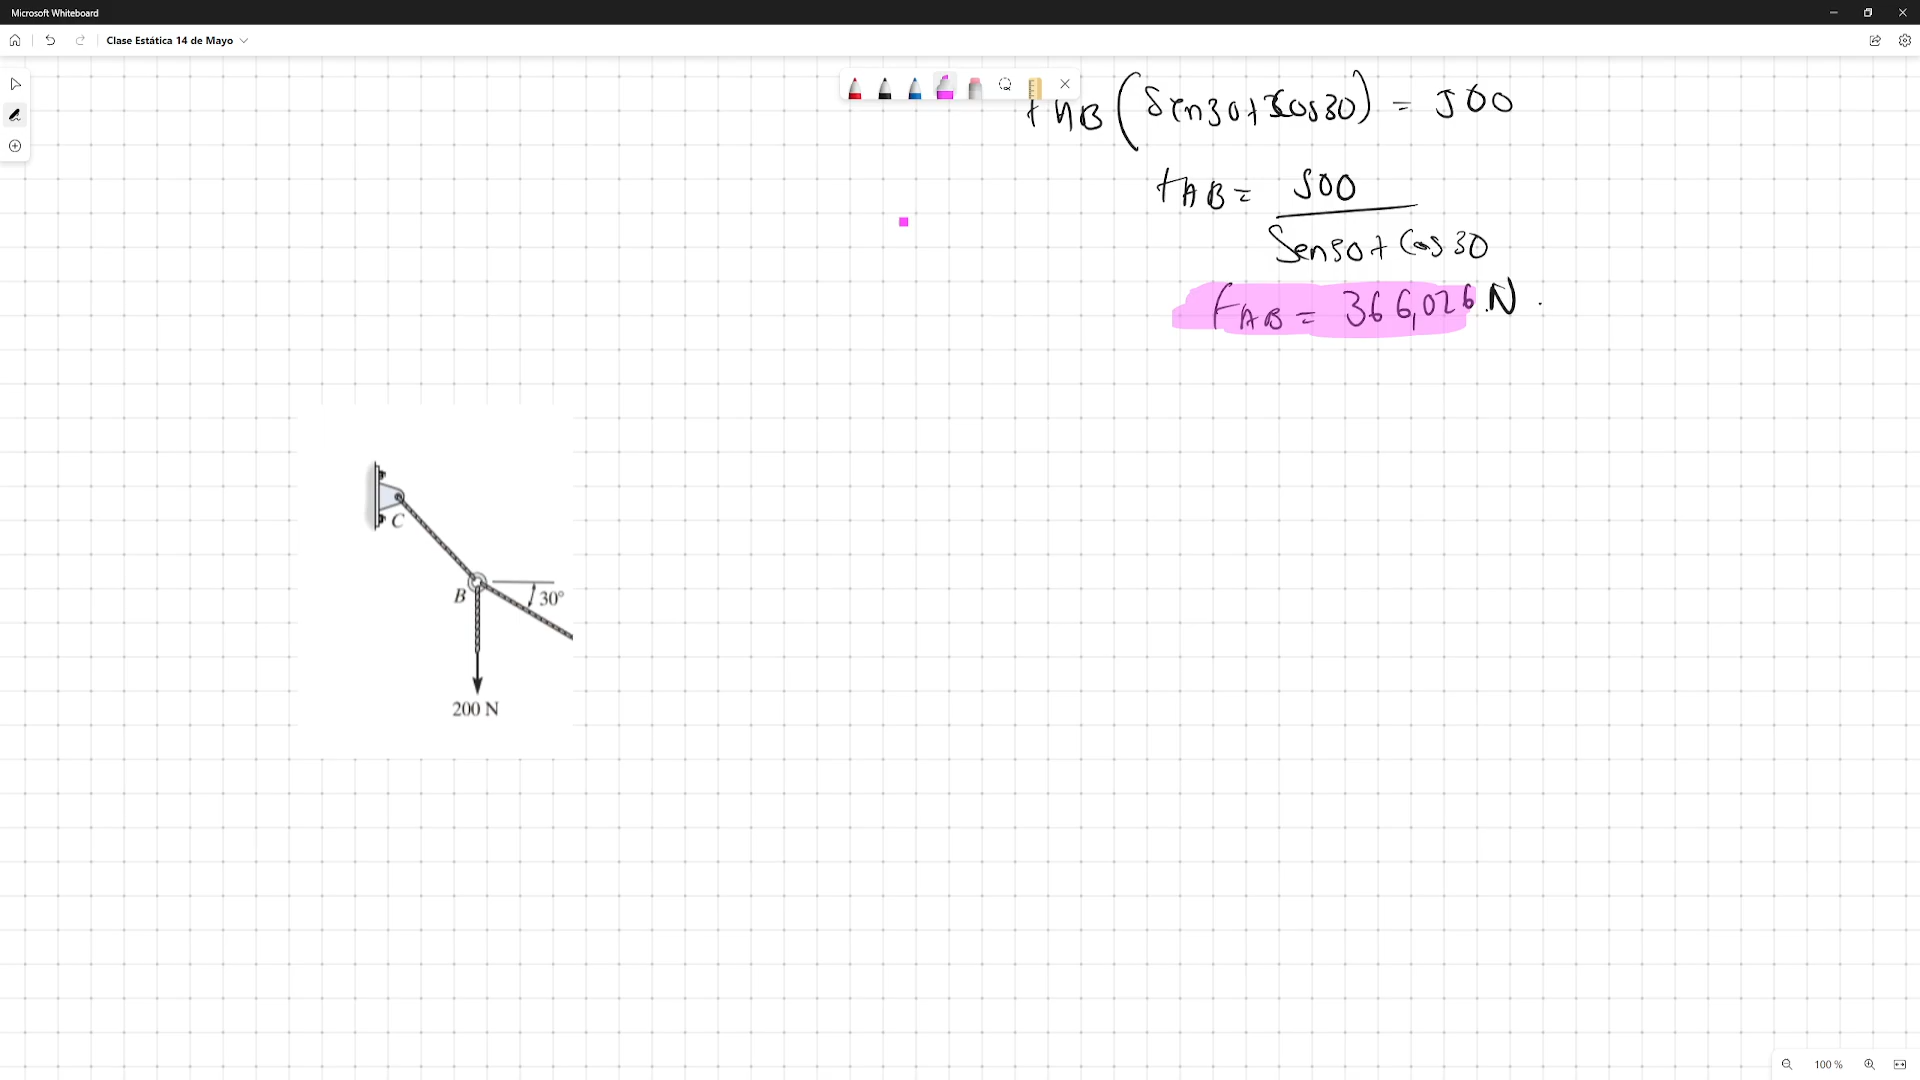 Microsoft Whiteboard
Clase Estática 14 de Mayo
FAB (Sen30+Cos30) = 500
FAB = 500
Sen30+Cos30
FAB = 366,026 N.
C
B
30°
200 N
100 %